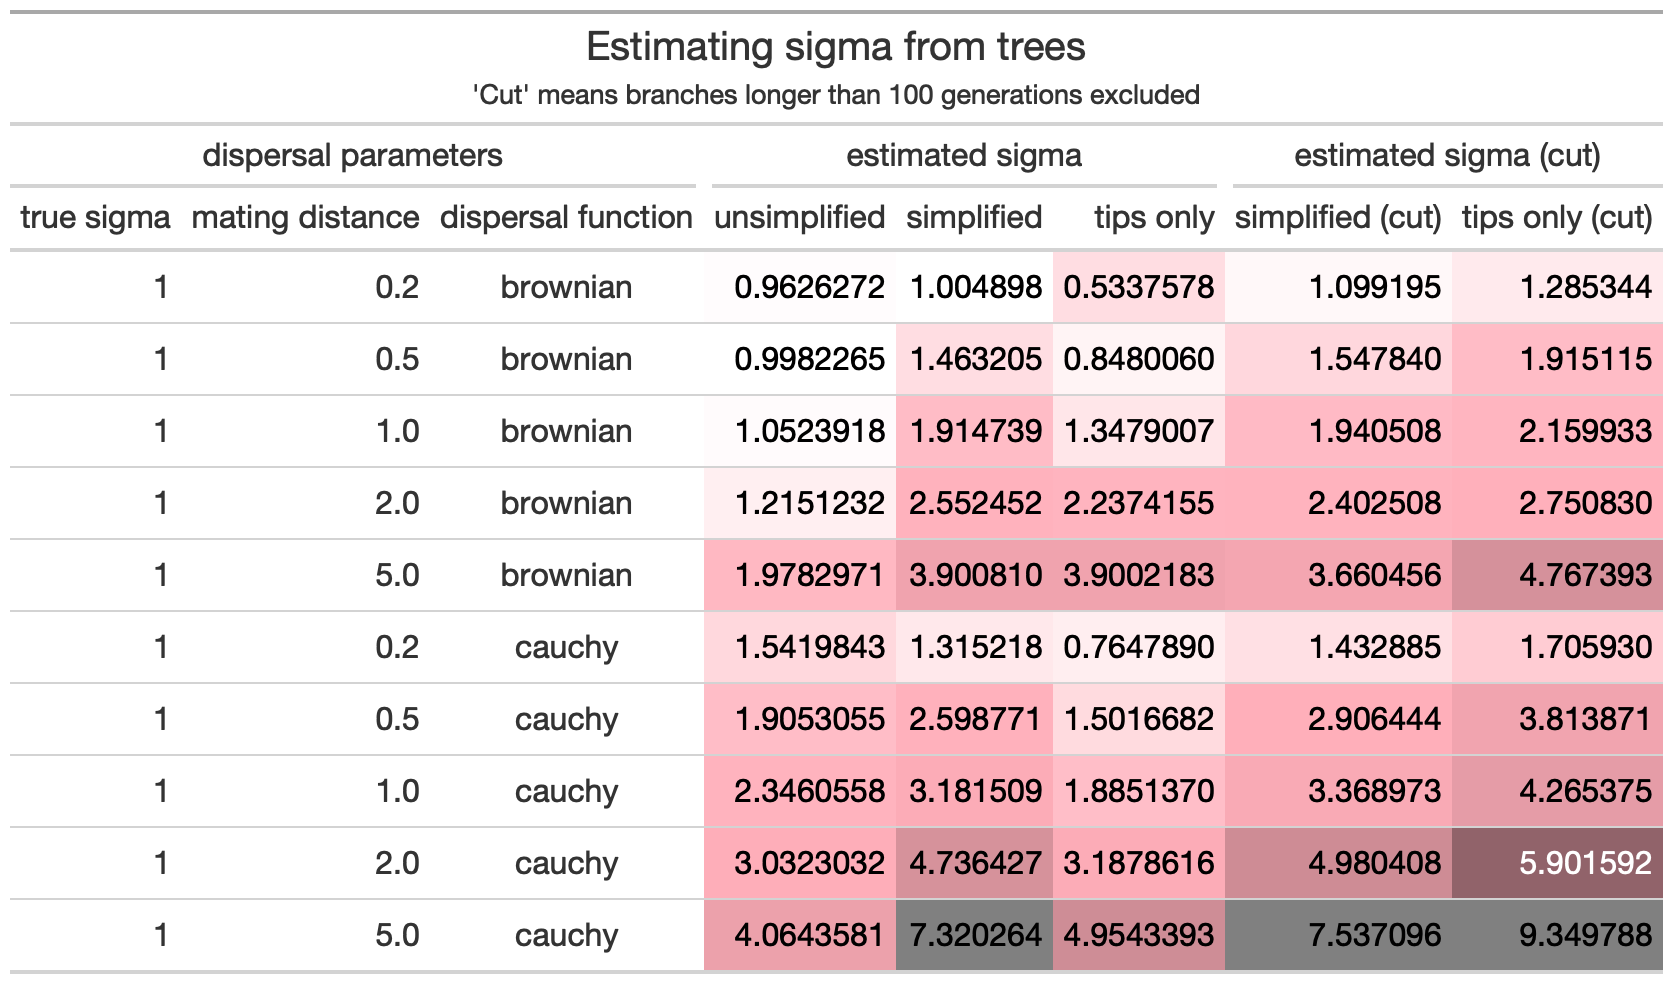 Estimating sigma from trees
'Cut' means branches longer than 100 generations excluded
dispersal parameters estimated sigma estimated sigma (cut)
true sigma mating distance dispersal function unsimplified simplified tips only simplified (cut) tips only (cut)
1 0.2 brownian 0.9626272 1.004898 0.5337578 1.099195 1.285344
1 0.5 brownian 0.9982265 1.463205 0.8480060 1.547840 1.915115
1 1.0 brownian 1.0523918 1.914739 1.3479007 1.940508 2.159933
1 2.0 brownian 1.2151232 2.552452 2.2374155 2.402508 2.750830
1 5.0 brownian 1.9782971 3.900810 3.9002183 3.660456 4.767393
1 0.2 cauchy 1.5419843 1.315218 0.7647890 1.432885 1.705930
1 0.5 cauchy 1.9053055 2.598771 1.5016682 2.906444 3.813871
1 1.0 cauchy 2.3460558 3.181509 1.8851370 3.368973 4.265375
1 2.0 cauchy 3.0323032 4.736427 3.1878616 4.980408 5.901592
1 5.0 cauchy 4.0643581 7.320264 4.9543393 7.537096 9.349788